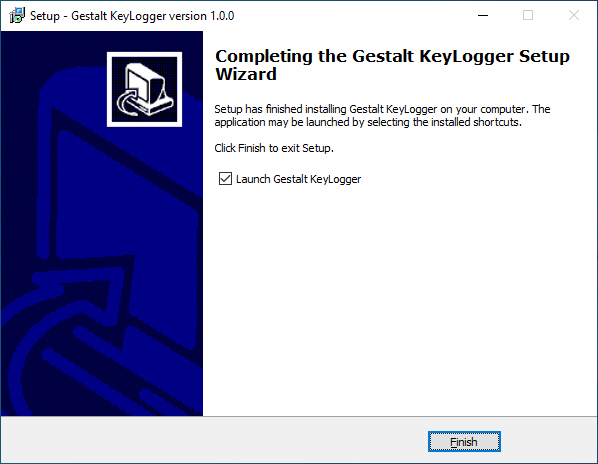 Setup - Gestalt KeyLogger version 1.0.0
Completing the Gestalt KeyLogger Setup
Wizard
Setup has finished installing Gestalt KeyLogger on your computer. The
application may be launched by selecting the installed shortcuts.
Click Finish to exit Setup.
Launch Gestalt KeyLogger
Finish